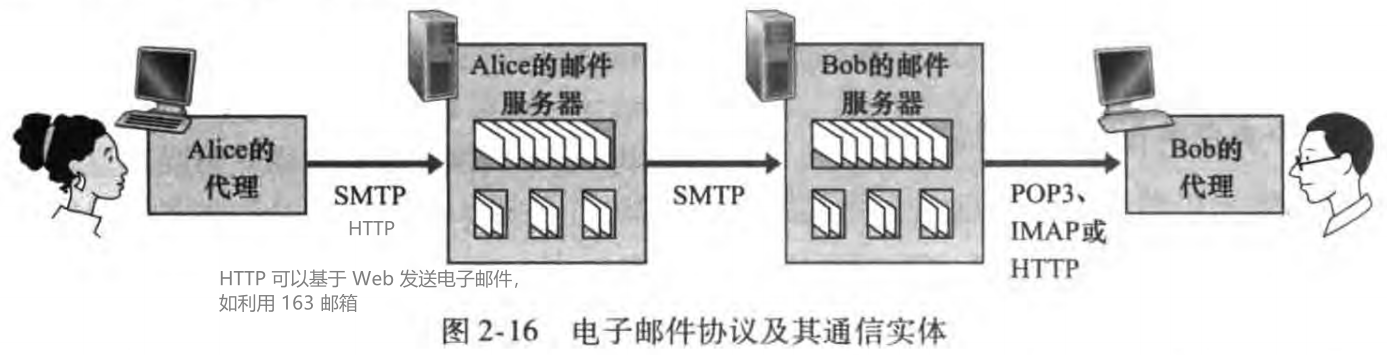 Alice的邮件
服务器
Bob的邮件
服务器
Alice的
代理
SMTP
HTTP
SMTP
POP3、
IMAP或
HTTP
Bob的
代理
HTTP 可以基于 Web 发送电子邮件，
如利用 163 邮箱
图 2-16 电子邮件协议及其通信实体